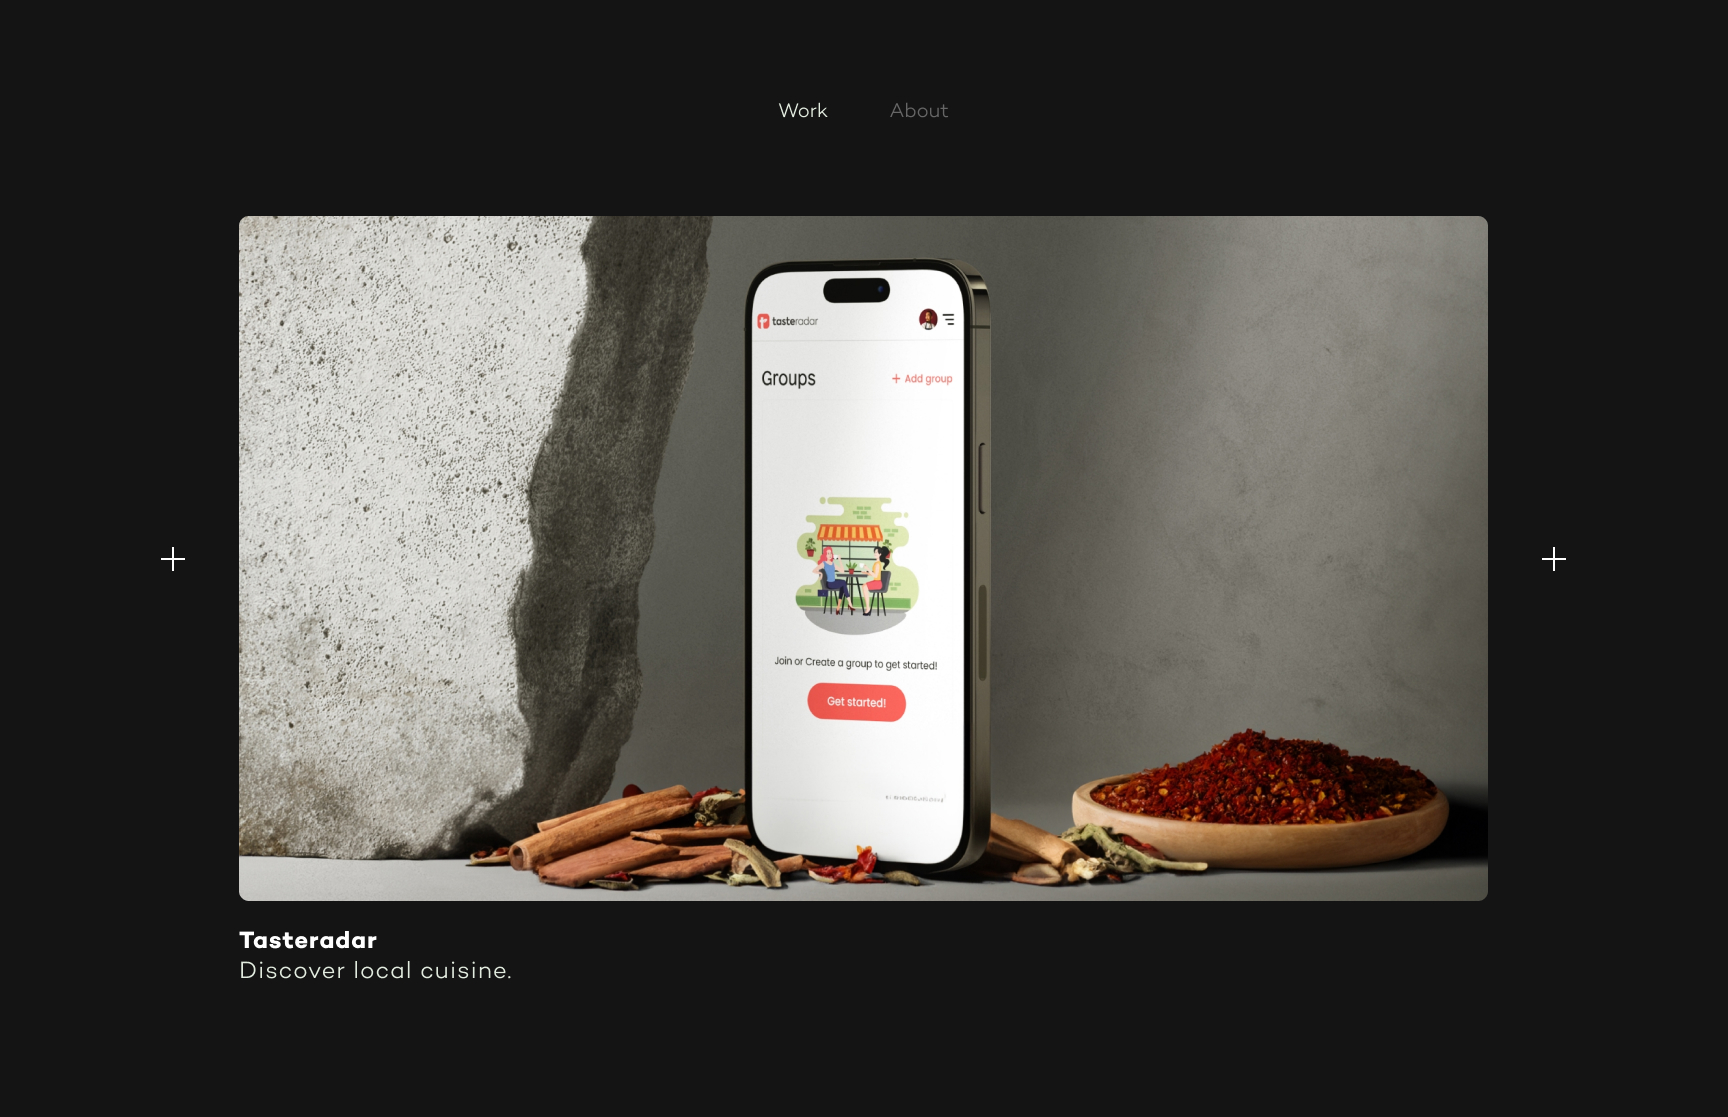 Work
About
tasteradar
Groups
+ Add group
Join or Create a group to get started!
Get started!
Tasteradar
Discover local cuisine.